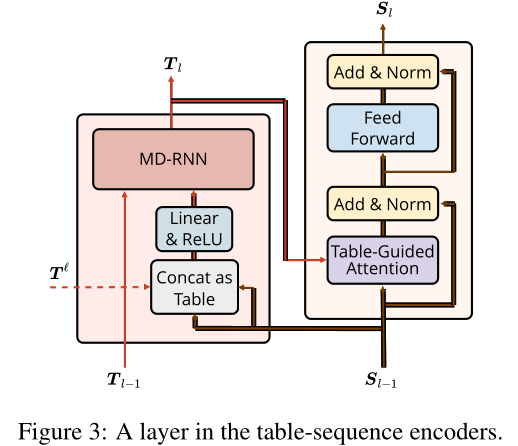 S_l
T_l
Add & Norm
Feed
Forward
MD-RNN
Add & Norm
Linear
& ReLU
Table-Guided
Attention
T^ℓ
Concat as
Table
T_{l−1}
S_{l−1}
Figure 3: A layer in the table-sequence encoders.